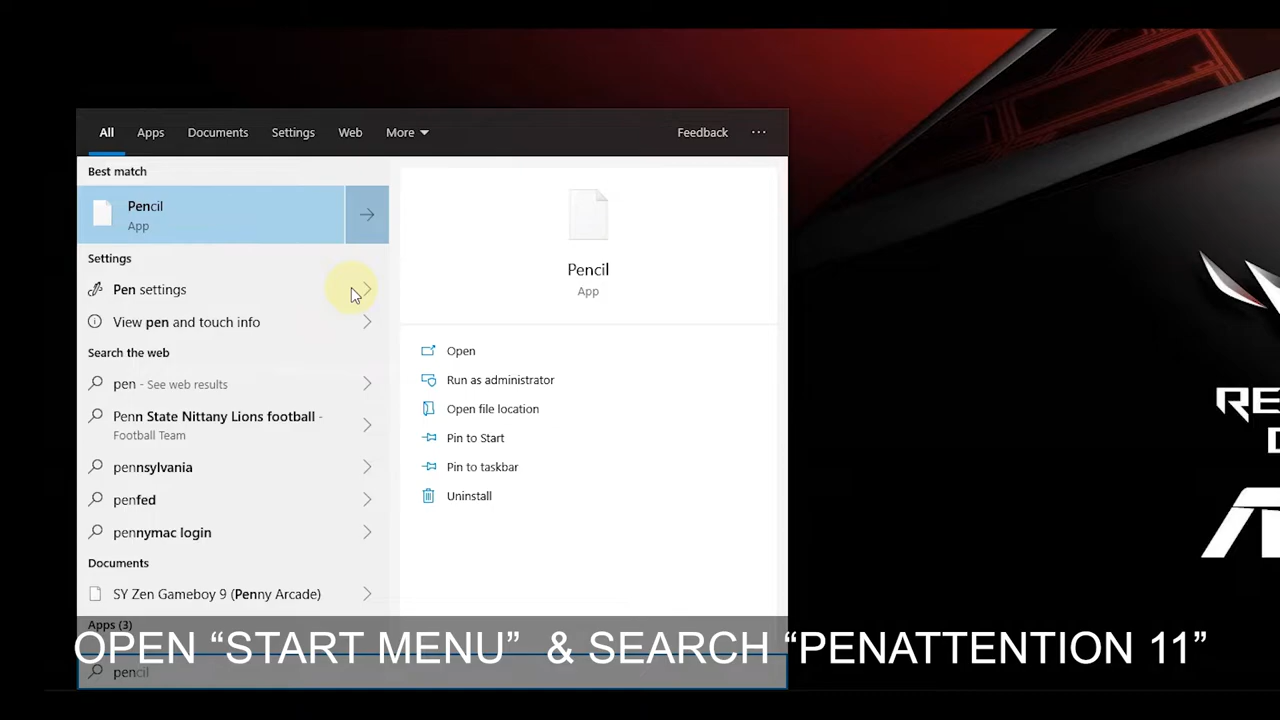 All Apps Documents Settings Web More Feedback ...
Best match
Pencil
App
Settings
Pen settings
View pen and touch info
Search the web
pen - See web results
Penn State Nittany Lions football -
Football Team
pennsylvania
penfed
pennymac login
Documents
SY Zen Gameboy 9 (Penny Arcade)
Apps (3)
Pencil
App
Open
Run as administrator
Open file location
Pin to Start
Pin to taskbar
Uninstall
OPEN “START MENU” & SEARCH “PENATTENTION 11”
pencil